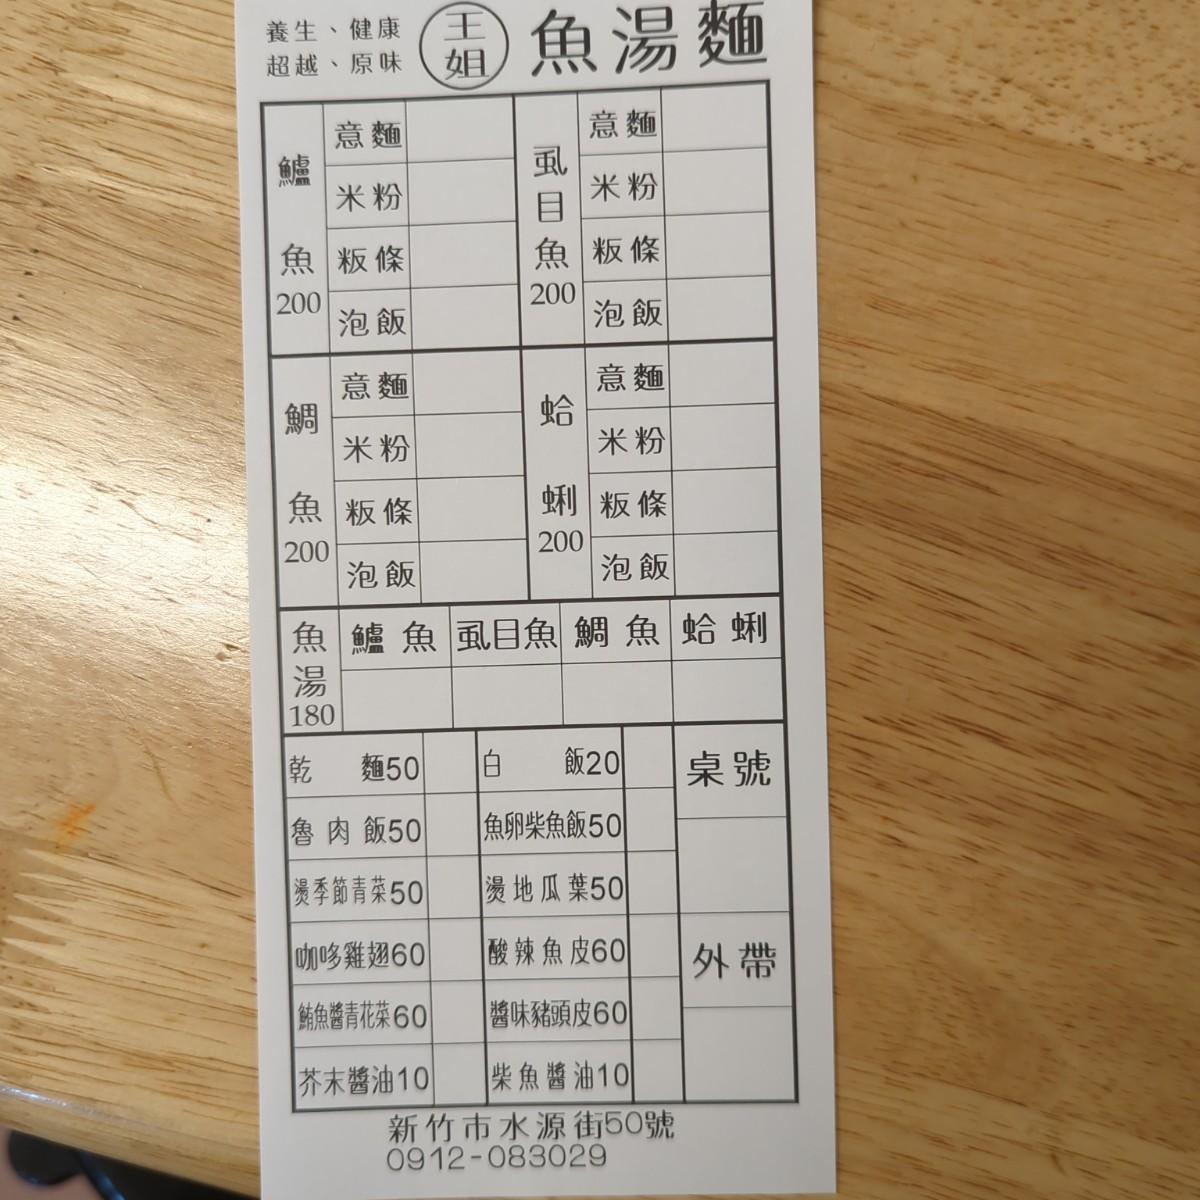 養生、健康
超越、原味
王姐
魚湯麵
鱸魚
200
意麵
米粉
粄條
泡飯
虱目魚
200
意麵
米粉
粄條
泡飯
鯛魚
200
意麵
米粉
粄條
泡飯
蛤蜊
200
意麵
米粉
粄條
泡飯
魚湯
180
鱸魚
虱目魚
鯛魚
蛤蜊
乾麵50
白飯20
魯肉飯50
魚卵柴魚飯50
燙季節青菜50
燙地瓜葉50
咖哆雞翅60
酸辣魚皮60
鮪魚醬青花菜60
醬味豬頭皮60
芥末醬油10
柴魚醬油10
桌號
外帶
新竹市水源街50號
0912-083029